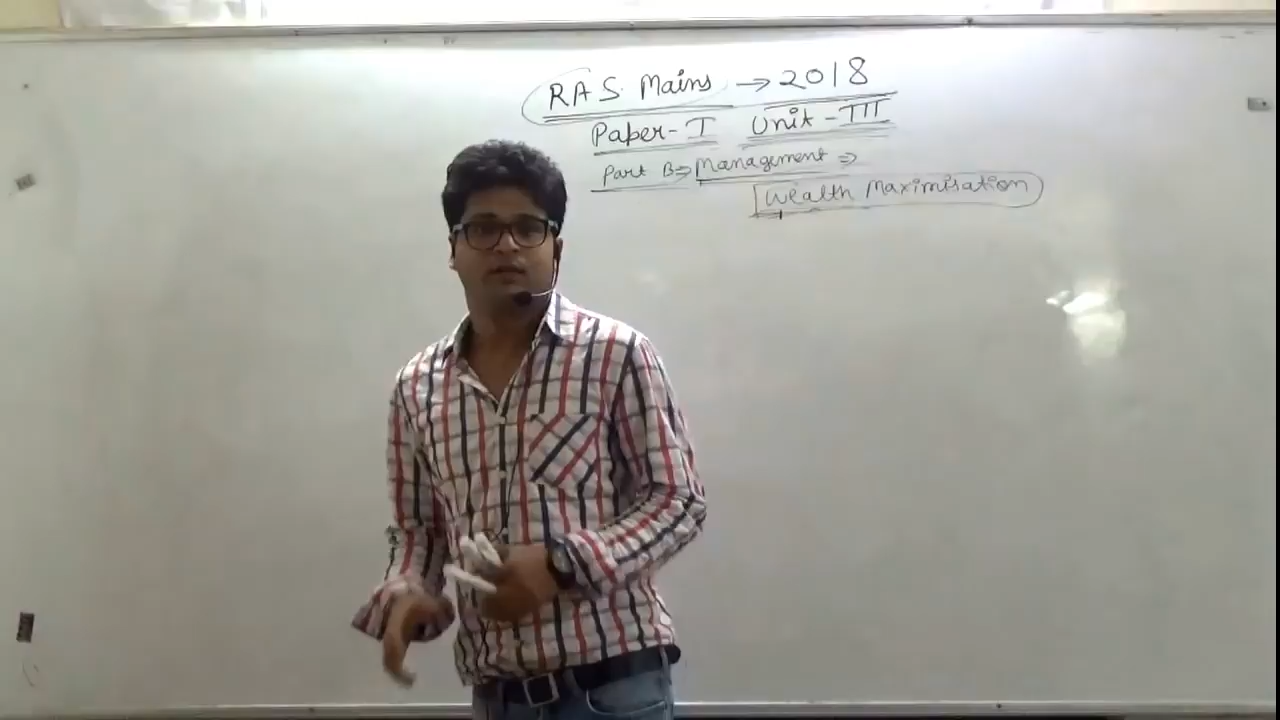 RAS Mains → 2018
Paper-I Unit-III
Part B⇒ Management ⇒
Wealth Maximisation